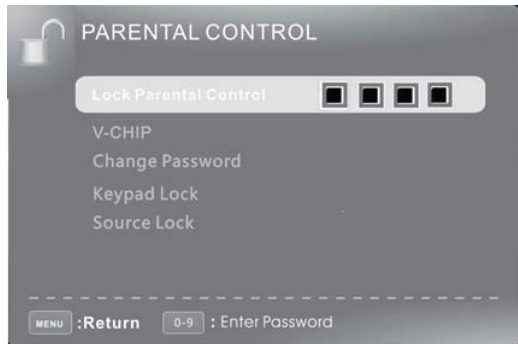 PARENTAL CONTROL
Lock Parental Control
V-CHIP
Change Password
Keypad Lock
Source Lock
MENU :Return 0-9 : Enter Password